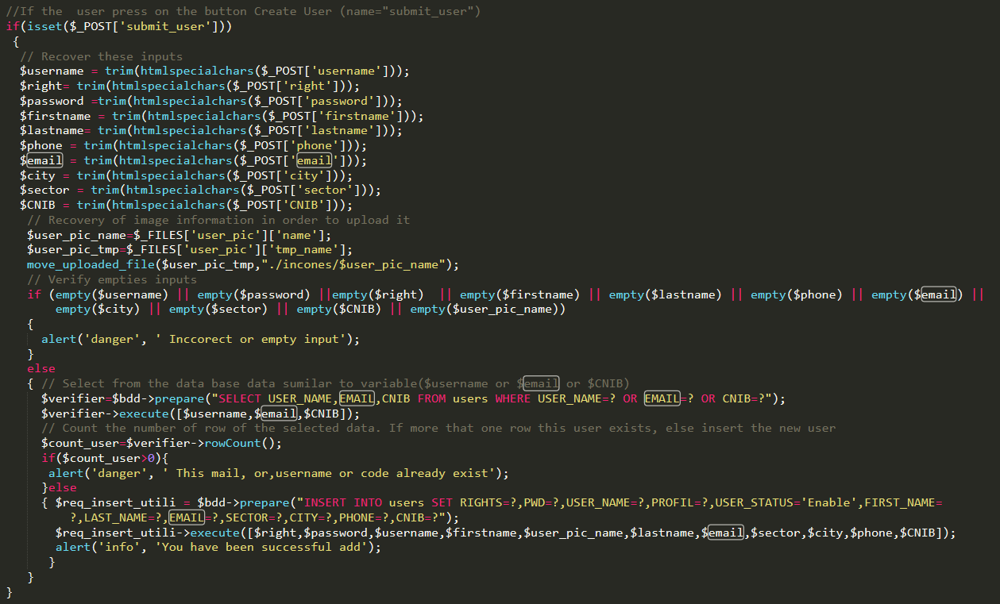 //If the  user press on the button Create User (name="submit_user")
if(isset($_POST['submit_user']))
{
// Recover these inputs
$username = trim(htmlspecialchars($_POST['username']));
$right= trim(htmlspecialchars($_POST['right']));
$password =trim(htmlspecialchars($_POST['password']));
$firstname = trim(htmlspecialchars($_POST['firstname']));
$lastname= trim(htmlspecialchars($_POST['lastname']));
$phone = trim(htmlspecialchars($_POST['phone']));
$email = trim(htmlspecialchars($_POST['email']));
$city = trim(htmlspecialchars($_POST['city']));
$sector = trim(htmlspecialchars($_POST['sector']));
$CNIB = trim(htmlspecialchars($_POST['CNIB']));
// Recovery of image information in order to upload it
$user_pic_name=$_FILES['user_pic']['name'];
$user_pic_tmp=$_FILES['user_pic']['tmp_name'];
move_uploaded_file($user_pic_tmp,"./incones/$user_pic_name");
// Verify empties inputs
if (empty($username) || empty($password) ||empty($right)  || empty($firstname) || empty($lastname) || empty($phone) || empty($email) ||
empty($city) || empty($sector) || empty($CNIB) || empty($user_pic_name))
{
alert('danger', ' Inccorect or empty input');
}
else
{ // Select from the data base data sumilar to variable($username or $email or $CNIB)
$verifier=$bdd->prepare("SELECT USER_NAME,EMAIL,CNIB FROM users WHERE USER_NAME=? OR EMAIL=? OR CNIB=?");
$verifier->execute([$username,$email,$CNIB]);
// Count the number of row of the selected data. If more that one row this user exists, else insert the new user
$count_user=$verifier->rowCount();
if($count_user>0){
alert('danger', ' This mail, or,username or code already exist');
}else
{ $req_insert_utili = $bdd->prepare("INSERT INTO users SET RIGHTS=?,PWD=?,USER_NAME=?,PROFIL=?,USER_STATUS='Enable',FIRST_NAME=
?,LAST_NAME=?,EMAIL=?,SECTOR=?,CITY=?,PHONE=?,CNIB=?");
$req_insert_utili->execute([$right,$password,$username,$firstname,$user_pic_name,$lastname,$email,$sector,$city,$phone,$CNIB]);
alert('info', 'You have been successful add');
}
}
}